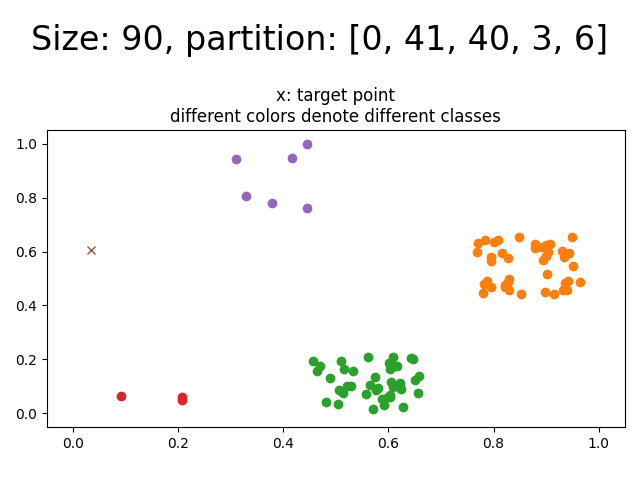 Size: 90, partition: [0, 41, 40, 3, 6]
x: target point
different colors denote different classes
1.0
0.8
0.6
0.4
0.2
0.0
0.0 0.2 0.4 0.6 0.8 1.0